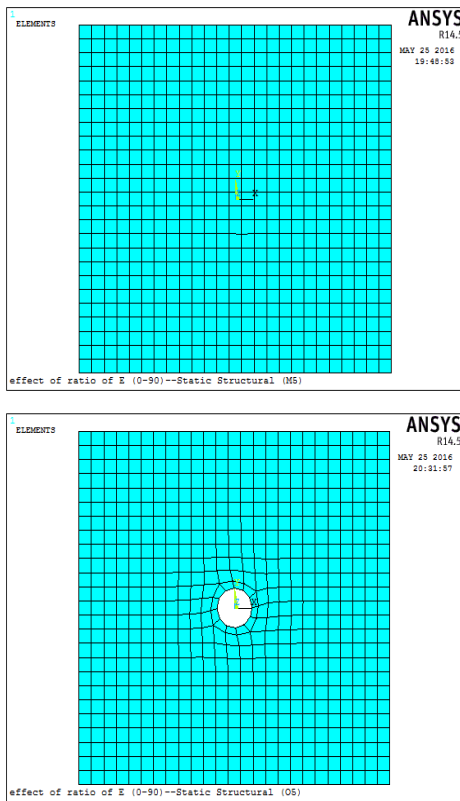 1
ELEMENTS
ANSYS
R14.5
MAY 25 2016
19:48:53
X
effect of ratio of E (0-90)--Static Structural (M5)
1
ELEMENTS
ANSYS
R14.5
MAY 25 2016
20:31:57
effect of ratio of E (0-90)--Static Structural (O5)